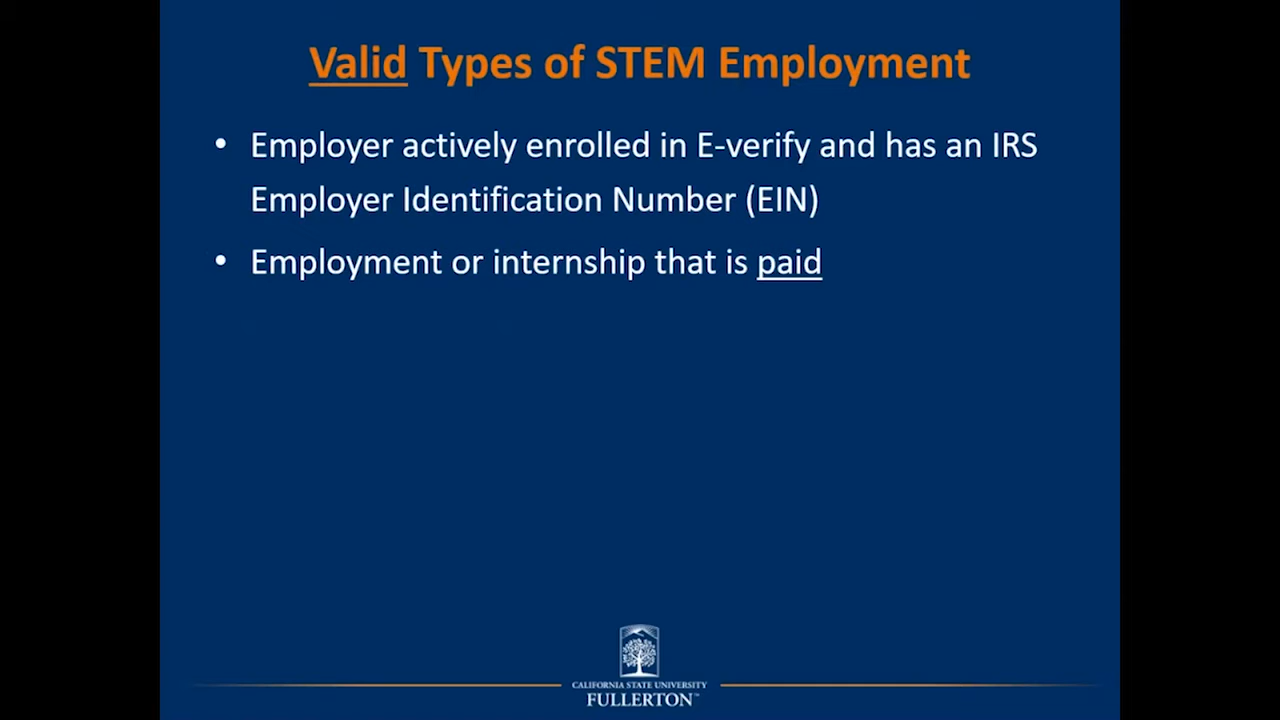 Valid Types of STEM Employment
• Employer actively enrolled in E-verify and has an IRS
Employer Identification Number (EIN)
• Employment or internship that is paid
CALIFORNIA STATE UNIVERSITY
FULLERTON™